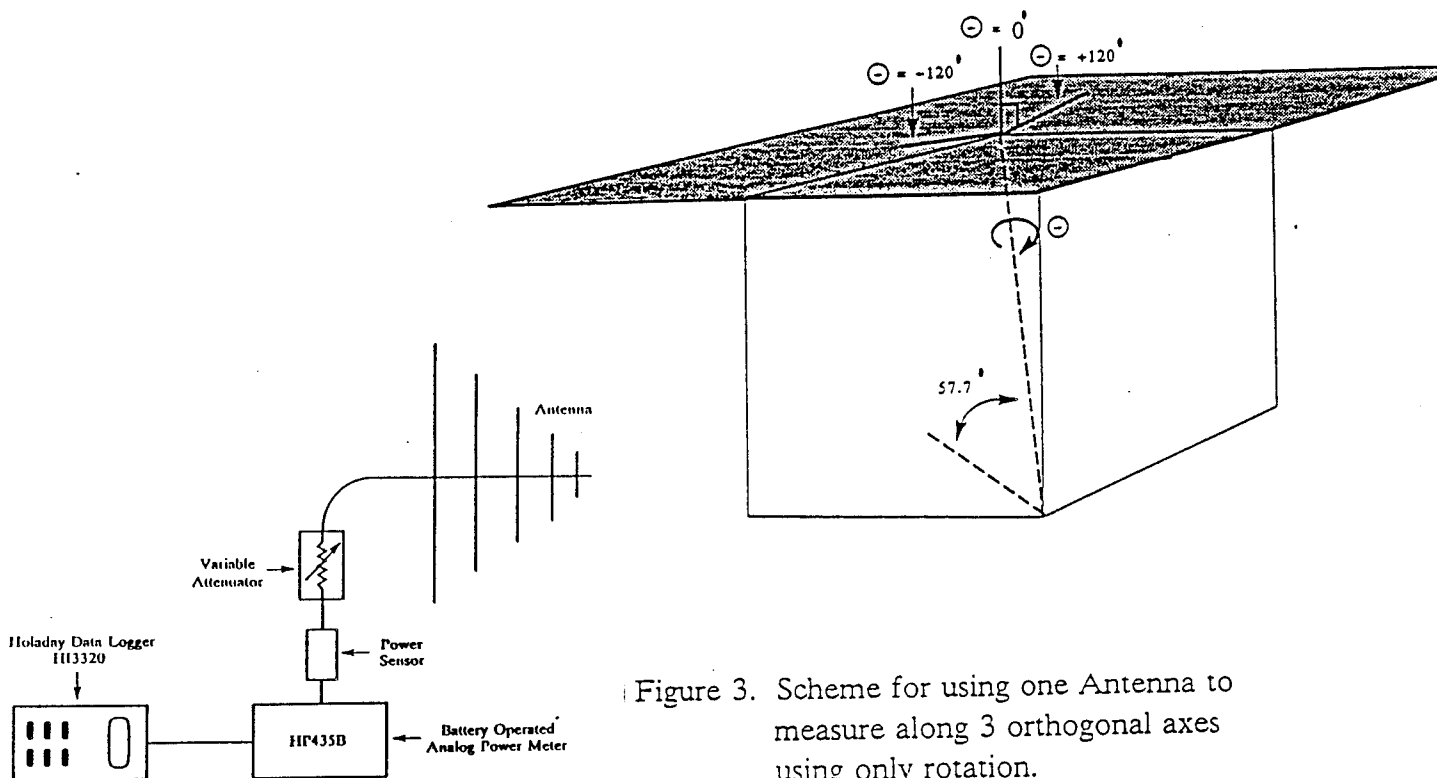 Θ = 0°
Θ = -120°
Θ = +120°
Θ
57.7°
Antenna
Variable
Attenuator
Power
Sensor
Holaday Data Logger
HI3320
HP435B
Battery Operated
Analog Power Meter
Figure 3. Scheme for using one Antenna to
measure along 3 orthogonal axes
using only rotation.